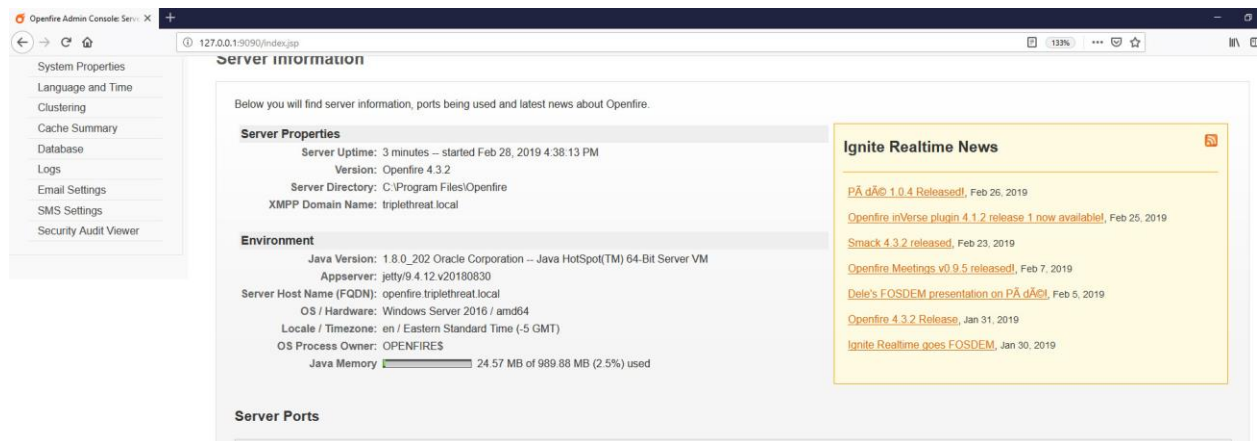 Openfire Admin Console: Serv
127.0.0.1:9090/index.jsp
133%
System Properties
Language and Time
Clustering
Cache Summary
Database
Logs
Email Settings
SMS Settings
Security Audit Viewer
Server Information
Below you will find server information, ports being used and latest news about Openfire.
Server Properties
Server Uptime: 3 minutes -- started Feb 28, 2019 4:38:13 PM
Version: Openfire 4.3.2
Server Directory: C:\Program Files\Openfire
XMPP Domain Name: triplethreat.local
Environment
Java Version: 1.8.0_202 Oracle Corporation -- Java HotSpot(TM) 64-Bit Server VM
Appserver: jetty/9.4.12.v20180830
Server Host Name (FQDN): openfire.triplethreat.local
OS / Hardware: Windows Server 2016 / amd64
Locale / Timezone: en / Eastern Standard Time (-5 GMT)
OS Process Owner: OPENFIRE$
Java Memory 24.57 MB of 989.88 MB (2.5%) used
Ignite Realtime News
PÃ dÃ© 1.0.4 Released!, Feb 26, 2019
Openfire inVerse plugin 4.1.2 release 1 now available!, Feb 25, 2019
Smack 4.3.2 released, Feb 23, 2019
Openfire Meetings v0.9.5 released!, Feb 7, 2019
Dele's FOSDEM presentation on PÃ dÃ©!, Feb 5, 2019
Openfire 4.3.2 Release, Jan 31, 2019
Ignite Realtime goes FOSDEM, Jan 30, 2019
Server Ports